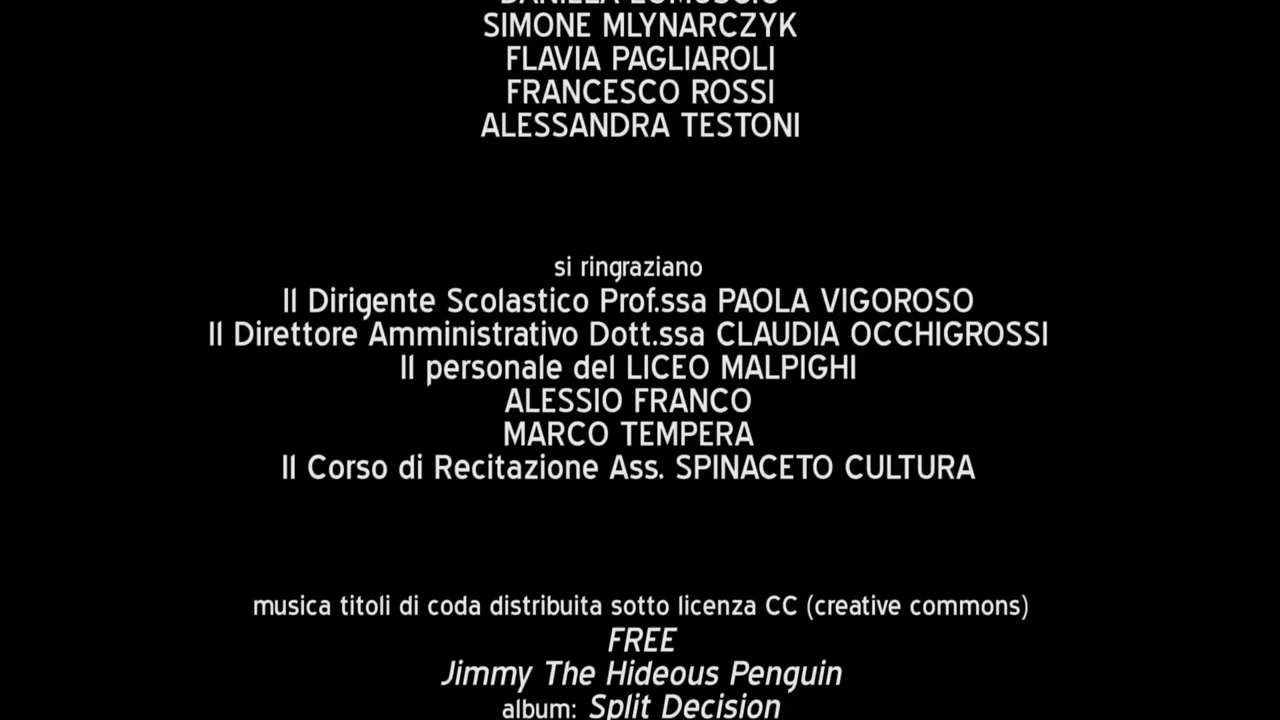 SIMONE MLYNARCZYK
FLAVIA PAGLIAROLI
FRANCESCO ROSSI
ALESSANDRA TESTONI
si ringraziano
Il Dirigente Scolastico Prof.ssa PAOLA VIGOROSO
Il Direttore Amministrativo Dott.ssa CLAUDIA OCCHIGROSSI
Il personale del LICEO MALPIGHI
ALESSIO FRANCO
MARCO TEMPERA
Il Corso di Recitazione Ass. SPINACETO CULTURA
musica titoli di coda distribuita sotto licenza CC (creative commons)
FREE
Jimmy The Hideous Penguin
album: Split Decision